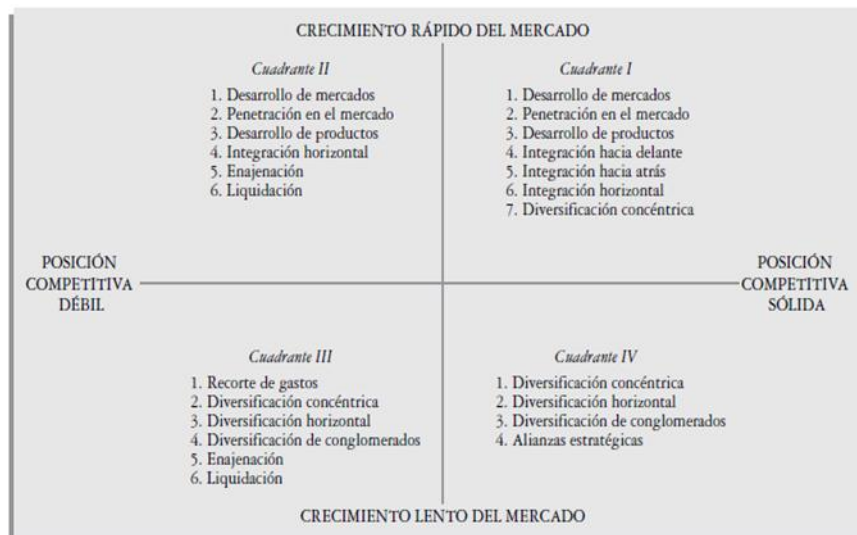 CRECIMIENTO RÁPIDO DEL MERCADO
Cuadrante II
1. Desarrollo de mercados
2. Penetración en el mercado
3. Desarrollo de productos
4. Integración horizontal
5. Enajenación
6. Liquidación
Cuadrante I
1. Desarrollo de mercados
2. Penetración en el mercado
3. Desarrollo de productos
4. Integración hacia delante
5. Integración hacia atrás
6. Integración horizontal
7. Diversificación concéntrica
POSICIÓN
COMPETITIVA
DÉBIL
POSICIÓN
COMPETITIVA
SÓLIDA
Cuadrante III
1. Recorte de gastos
2. Diversificación concéntrica
3. Diversificación horizontal
4. Diversificación de conglomerados
5. Enajenación
6. Liquidación
Cuadrante IV
1. Diversificación concéntrica
2. Diversificación horizontal
3. Diversificación de conglomerados
4. Alianzas estratégicas
CRECIMIENTO LENTO DEL MERCADO